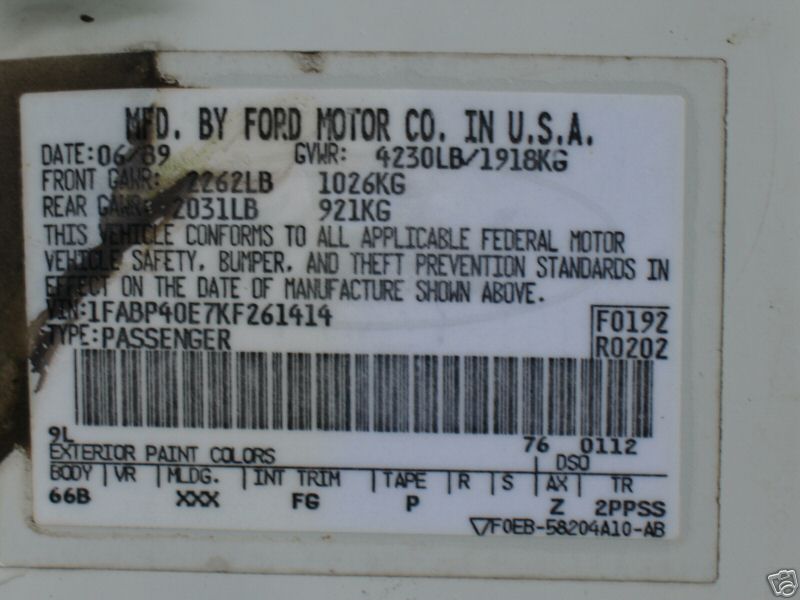 MFD. BY FORD MOTOR CO. IN U.S.A.
DATE: 06/89 GVWR: 4230LB/1918KG
FRONT GAWR: 2262LB 1026KG
REAR GAWR: 2031LB 921KG
THIS VEHICLE CONFORMS TO ALL APPLICABLE FEDERAL MOTOR
VEHICLE SAFETY, BUMPER, AND THEFT PREVENTION STANDARDS IN
EFFECT ON THE DATE OF MANUFACTURE SHOWN ABOVE.
VIN: 1FABP40E7KF261414 F0192
TYPE: PASSENGER R0202
9L 76 0112
EXTERIOR PAINT COLORS DSO
BODY VR MLDG. INT TRIM TAPE R S AX TR
66B XXX FG P Z 2PPSS
▽F0EB-58204A10-AB